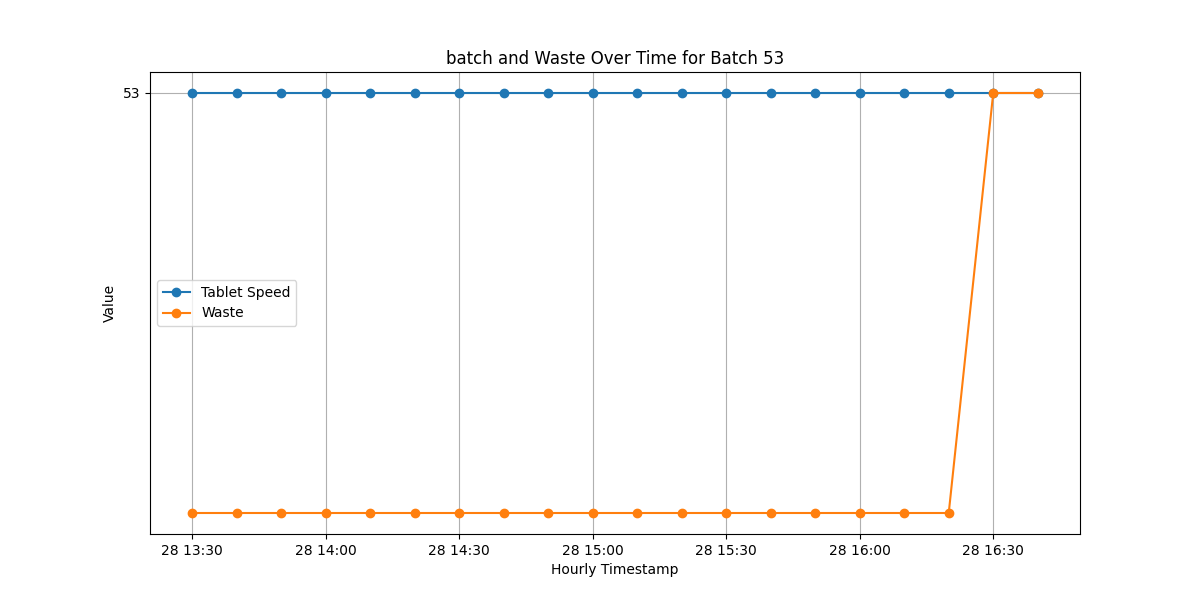 batch and Waste Over Time for Batch 53
53
Value
Tablet Speed
Waste
28 13:30 28 14:00 28 14:30 28 15:00 28 15:30 28 16:00 28 16:30
Hourly Timestamp